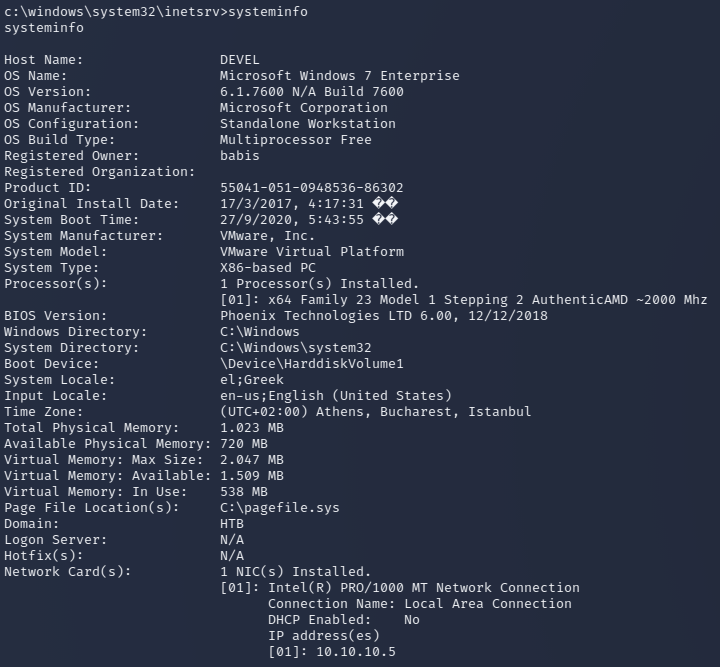 c:\windows\system32\inetsrv>systeminfo
systeminfo

Host Name:                 DEVEL
OS Name:                   Microsoft Windows 7 Enterprise
OS Version:                6.1.7600 N/A Build 7600
OS Manufacturer:           Microsoft Corporation
OS Configuration:          Standalone Workstation
OS Build Type:             Multiprocessor Free
Registered Owner:          babis
Registered Organization:
Product ID:                55041-051-0948536-86302
Original Install Date:     17/3/2017, 4:17:31 ��
System Boot Time:          27/9/2020, 5:43:55 ��
System Manufacturer:       VMware, Inc.
System Model:              VMware Virtual Platform
System Type:               X86-based PC
Processor(s):              1 Processor(s) Installed.
                           [01]: x64 Family 23 Model 1 Stepping 2 AuthenticAMD ~2000 Mhz
BIOS Version:              Phoenix Technologies LTD 6.00, 12/12/2018
Windows Directory:         C:\Windows
System Directory:          C:\Windows\system32
Boot Device:               \Device\HarddiskVolume1
System Locale:             el;Greek
Input Locale:              en-us;English (United States)
Time Zone:                 (UTC+02:00) Athens, Bucharest, Istanbul
Total Physical Memory:     1.023 MB
Available Physical Memory: 720 MB
Virtual Memory: Max Size:  2.047 MB
Virtual Memory: Available: 1.509 MB
Virtual Memory: In Use:    538 MB
Page File Location(s):     C:\pagefile.sys
Domain:                    HTB
Logon Server:              N/A
Hotfix(s):                 N/A
Network Card(s):           1 NIC(s) Installed.
                           [01]: Intel(R) PRO/1000 MT Network Connection
                                 Connection Name: Local Area Connection
                                 DHCP Enabled:    No
                                 IP address(es)
                                 [01]: 10.10.10.5